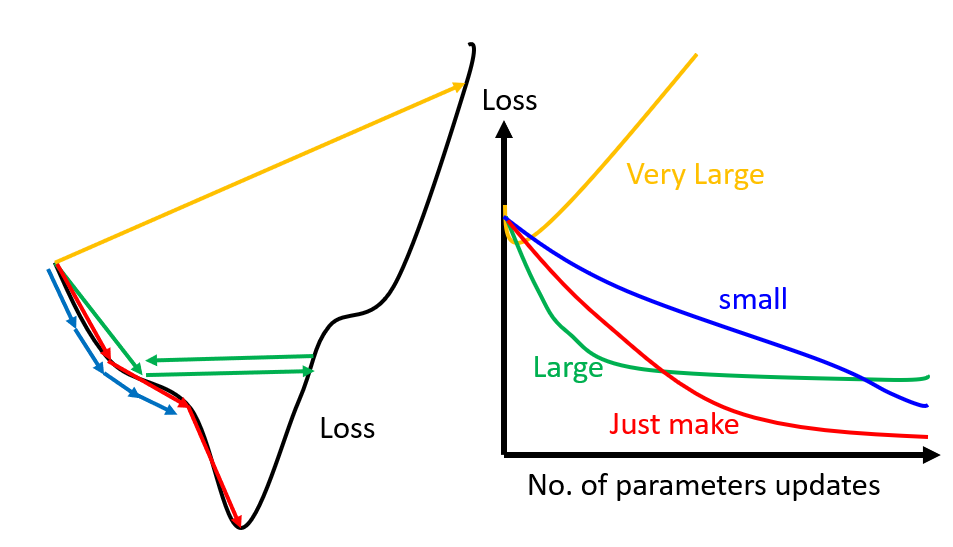 Loss
Very Large
small
Large
Loss
Just make
No. of parameters updates